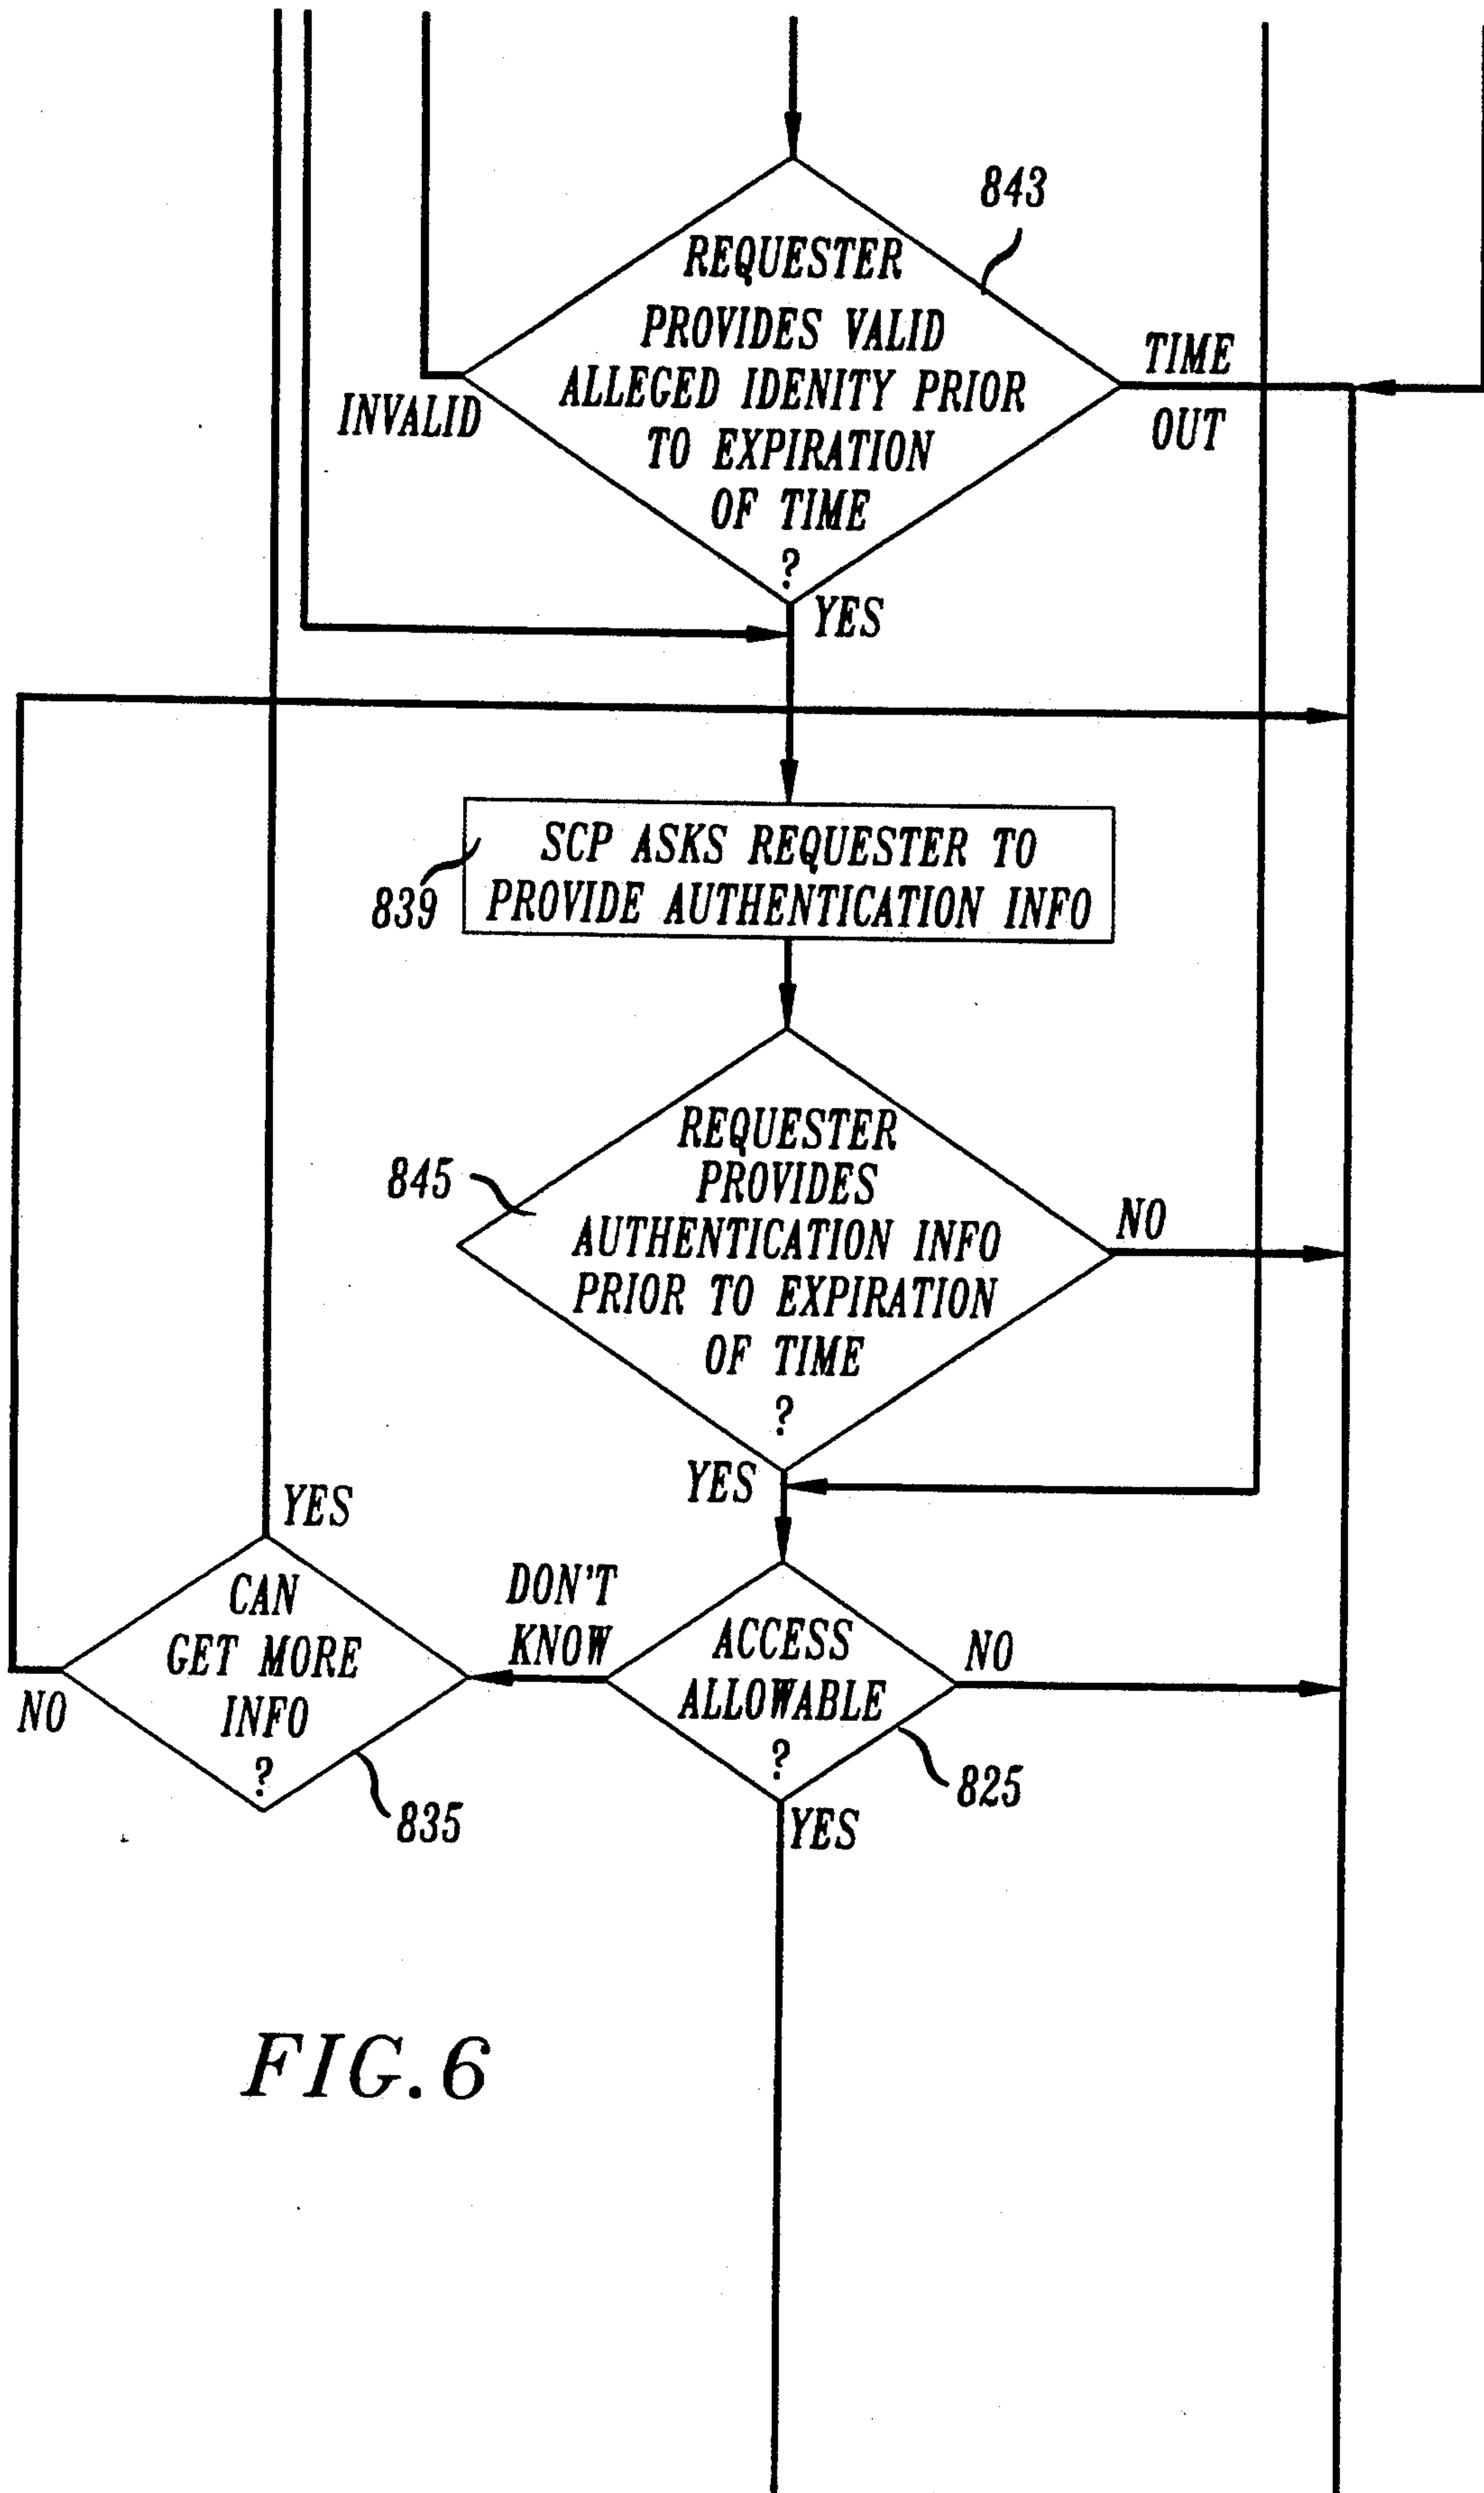 843
REQUESTER
PROVIDES VALID
ALLEGED IDENITY PRIOR
TO EXPIRATION
OF TIME
?
TIME
OUT
INVALID
YES
SCP ASKS REQUESTER TO
PROVIDE AUTHENTICATION INFO
839
REQUESTER
PROVIDES
AUTHENTICATION INFO
PRIOR TO EXPIRATION
OF TIME
?
845
NO
YES
YES
CAN
GET MORE
INFO
?
NO
835
DON'T
KNOW
ACCESS
ALLOWABLE
?
NO
825
YES
FIG.6